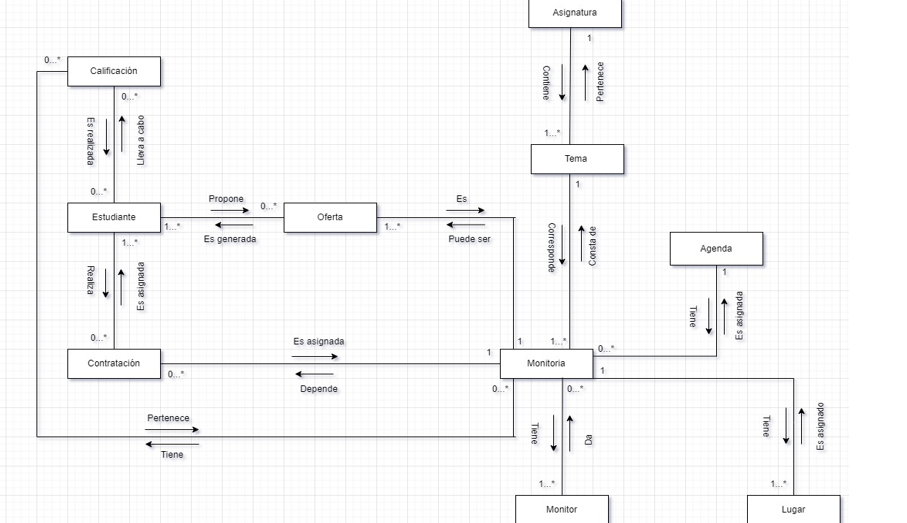 Asignatura
1
Contiene
Pertenece
1...*
Tema
1
Corresponde
Consta de
1...*
0...*
Calificación
0...*
Es realizada
Lleva a cabo
0...*
Estudiante
1...*
Propone
0...*
Es generada
Oferta
1...*
Es
Puede ser
1
1...*
Realiza
Es asignada
0...*
Contratación
0...*
Es asignada
1
Depende
Monitoria
Agenda
1
Tiene
Es asignada
0...*
1
Tiene
Es asignado
1...*
Lugar
0...*
Pertenece
Tiene
0...*
Tiene
Da
1...*
Monitor